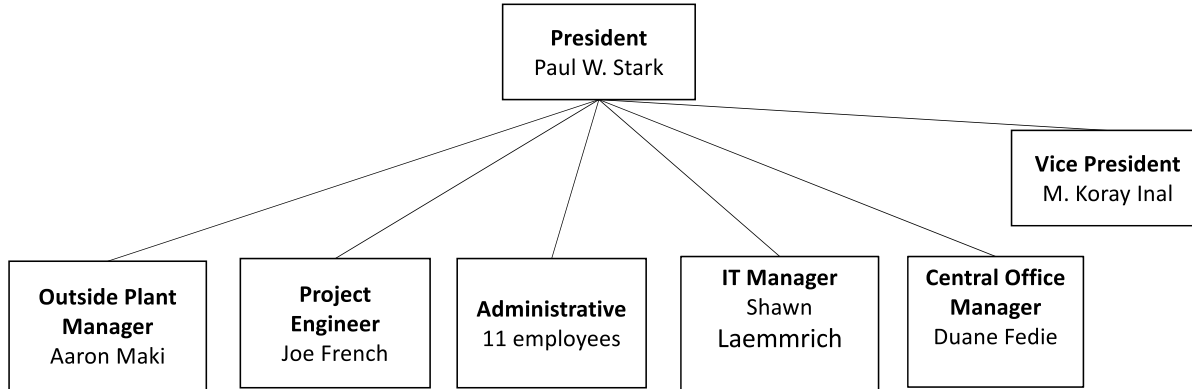 President
Paul W. Stark
Vice President
M. Koray Inal
Outside Plant
Manager
Aaron Maki
Project
Engineer
Joe French
Administrative
11 employees
IT Manager
Shawn
Laemmrich
Central Office
Manager
Duane Fedie